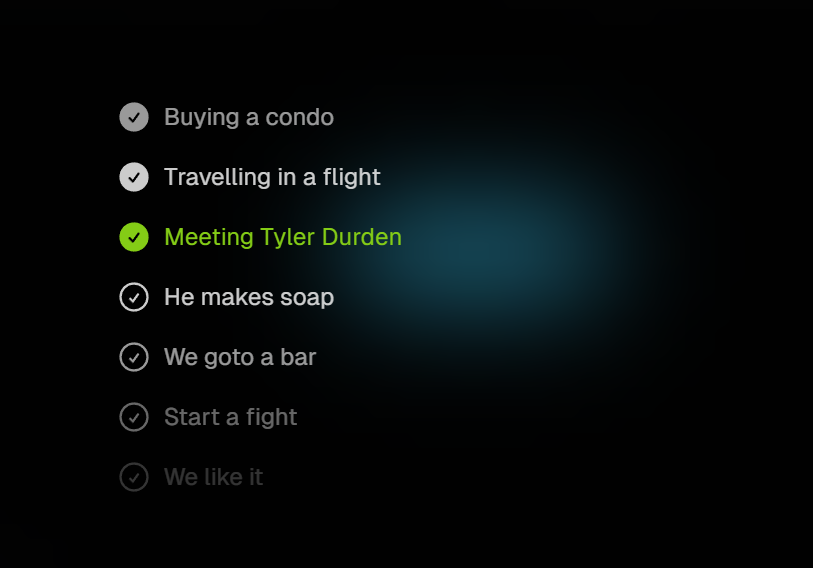 Buying a condo
Travelling in a flight
Meeting Tyler Durden
He makes soap
We goto a bar
Start a fight
We like it